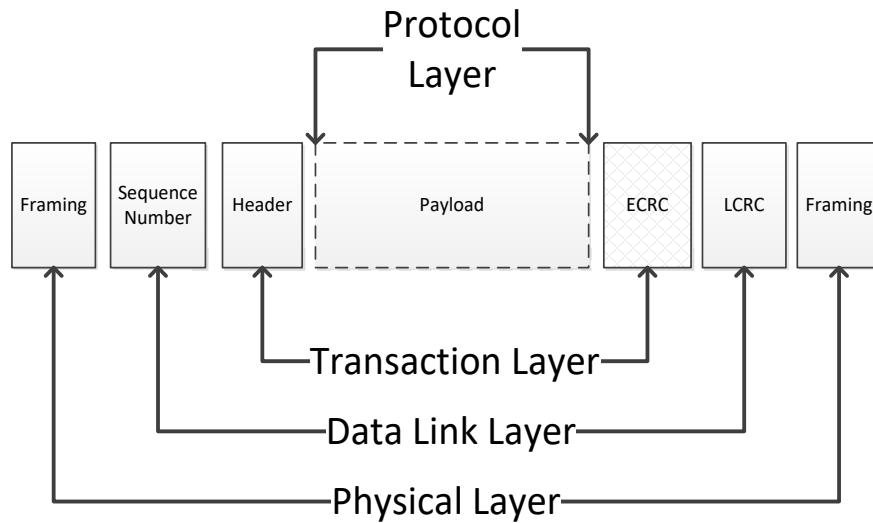 Protocol
Layer
Framing
Sequence
Number
Header
Payload
ECRC
LCRC
Framing
Transaction Layer
Data Link Layer
Physical Layer